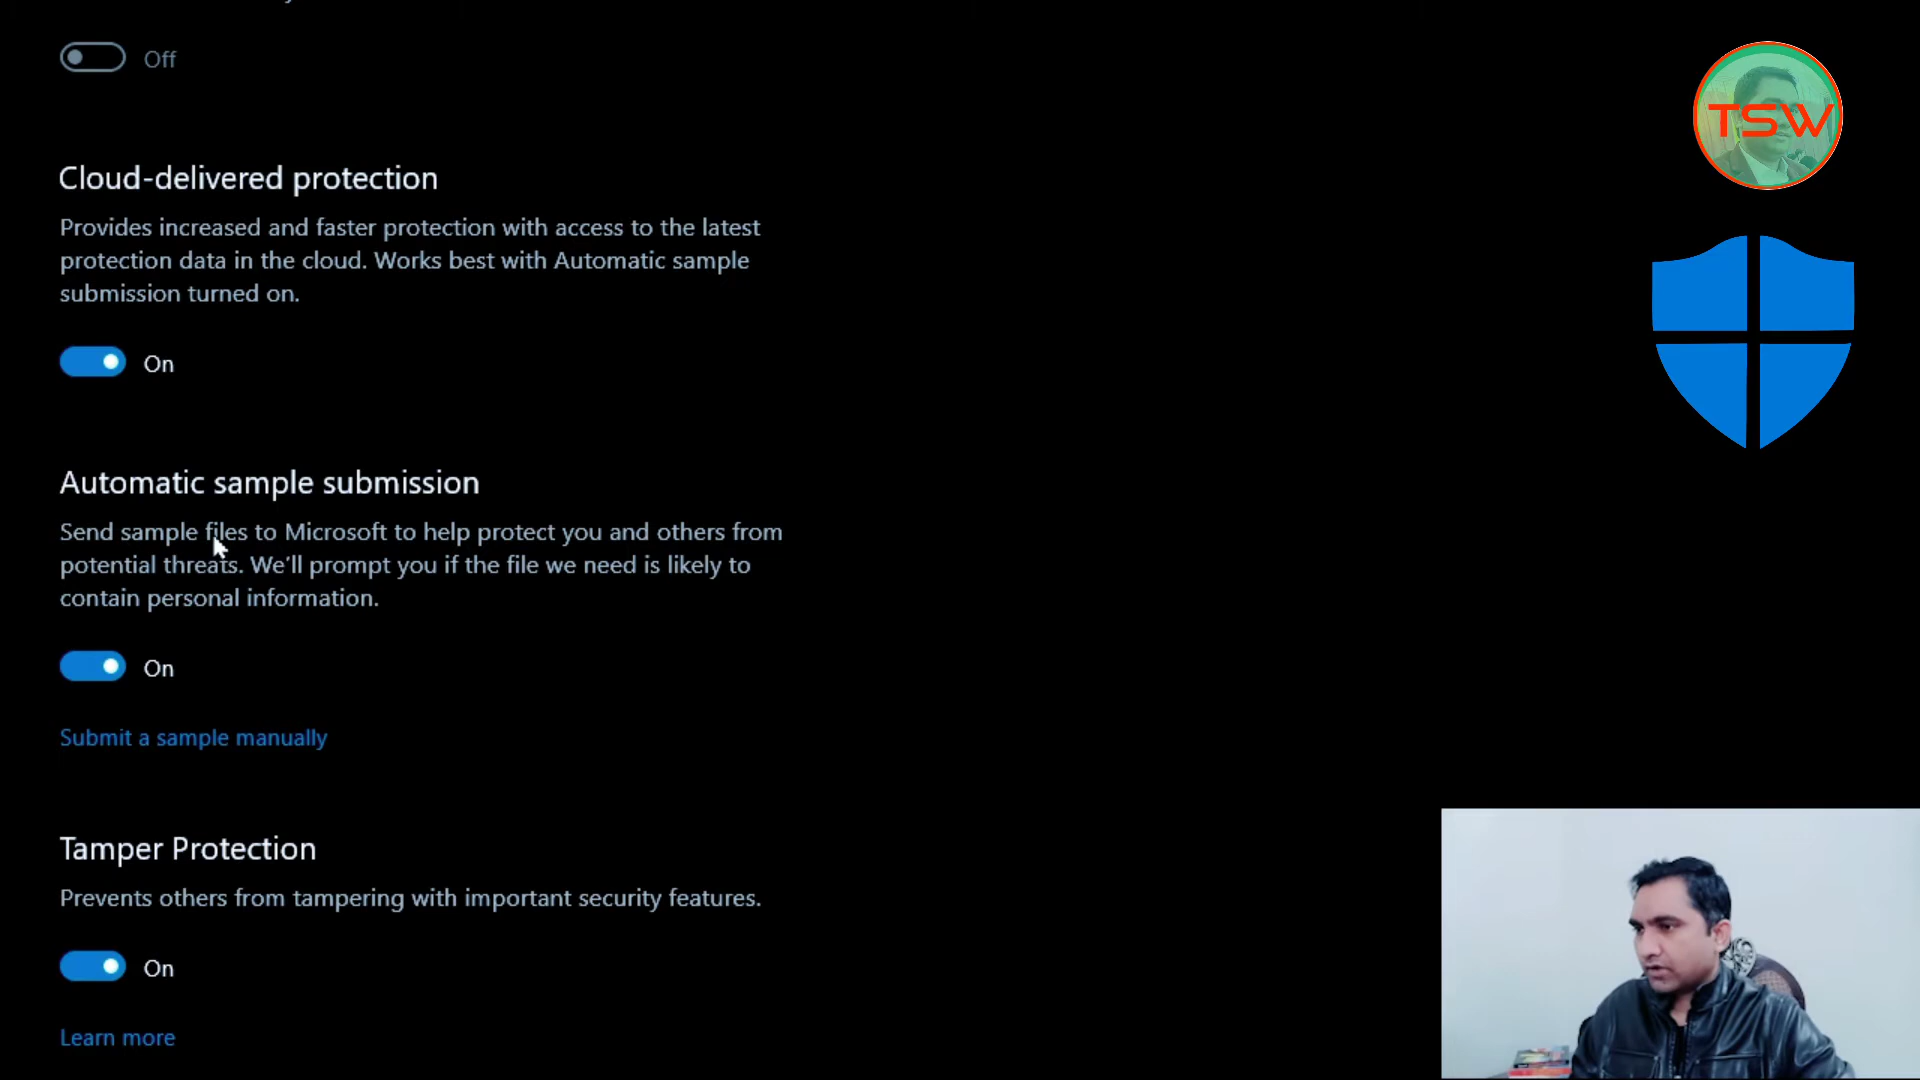 Off
TSW
Cloud-delivered protection
Provides increased and faster protection with access to the latest
protection data in the cloud. Works best with Automatic sample
submission turned on.
On
Automatic sample submission
Send sample files to Microsoft to help protect you and others from
potential threats. We'll prompt you if the file we need is likely to
contain personal information.
On
Submit a sample manually
Tamper Protection
Prevents others from tampering with important security features.
On
Learn more